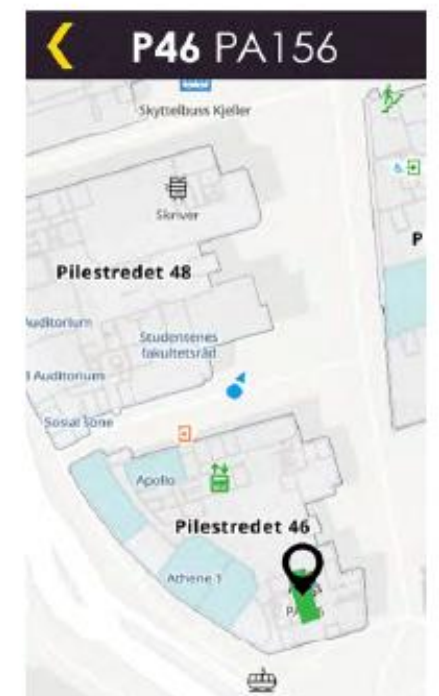 P46 PA156
Skyttelbuss Kjeller
Skriver
P
Pilestredet 48
Auditorium
Studentenes
fakultetsråd
Auditorium
Sosial sone
Apollo
Pilestredet 46
Athene 1